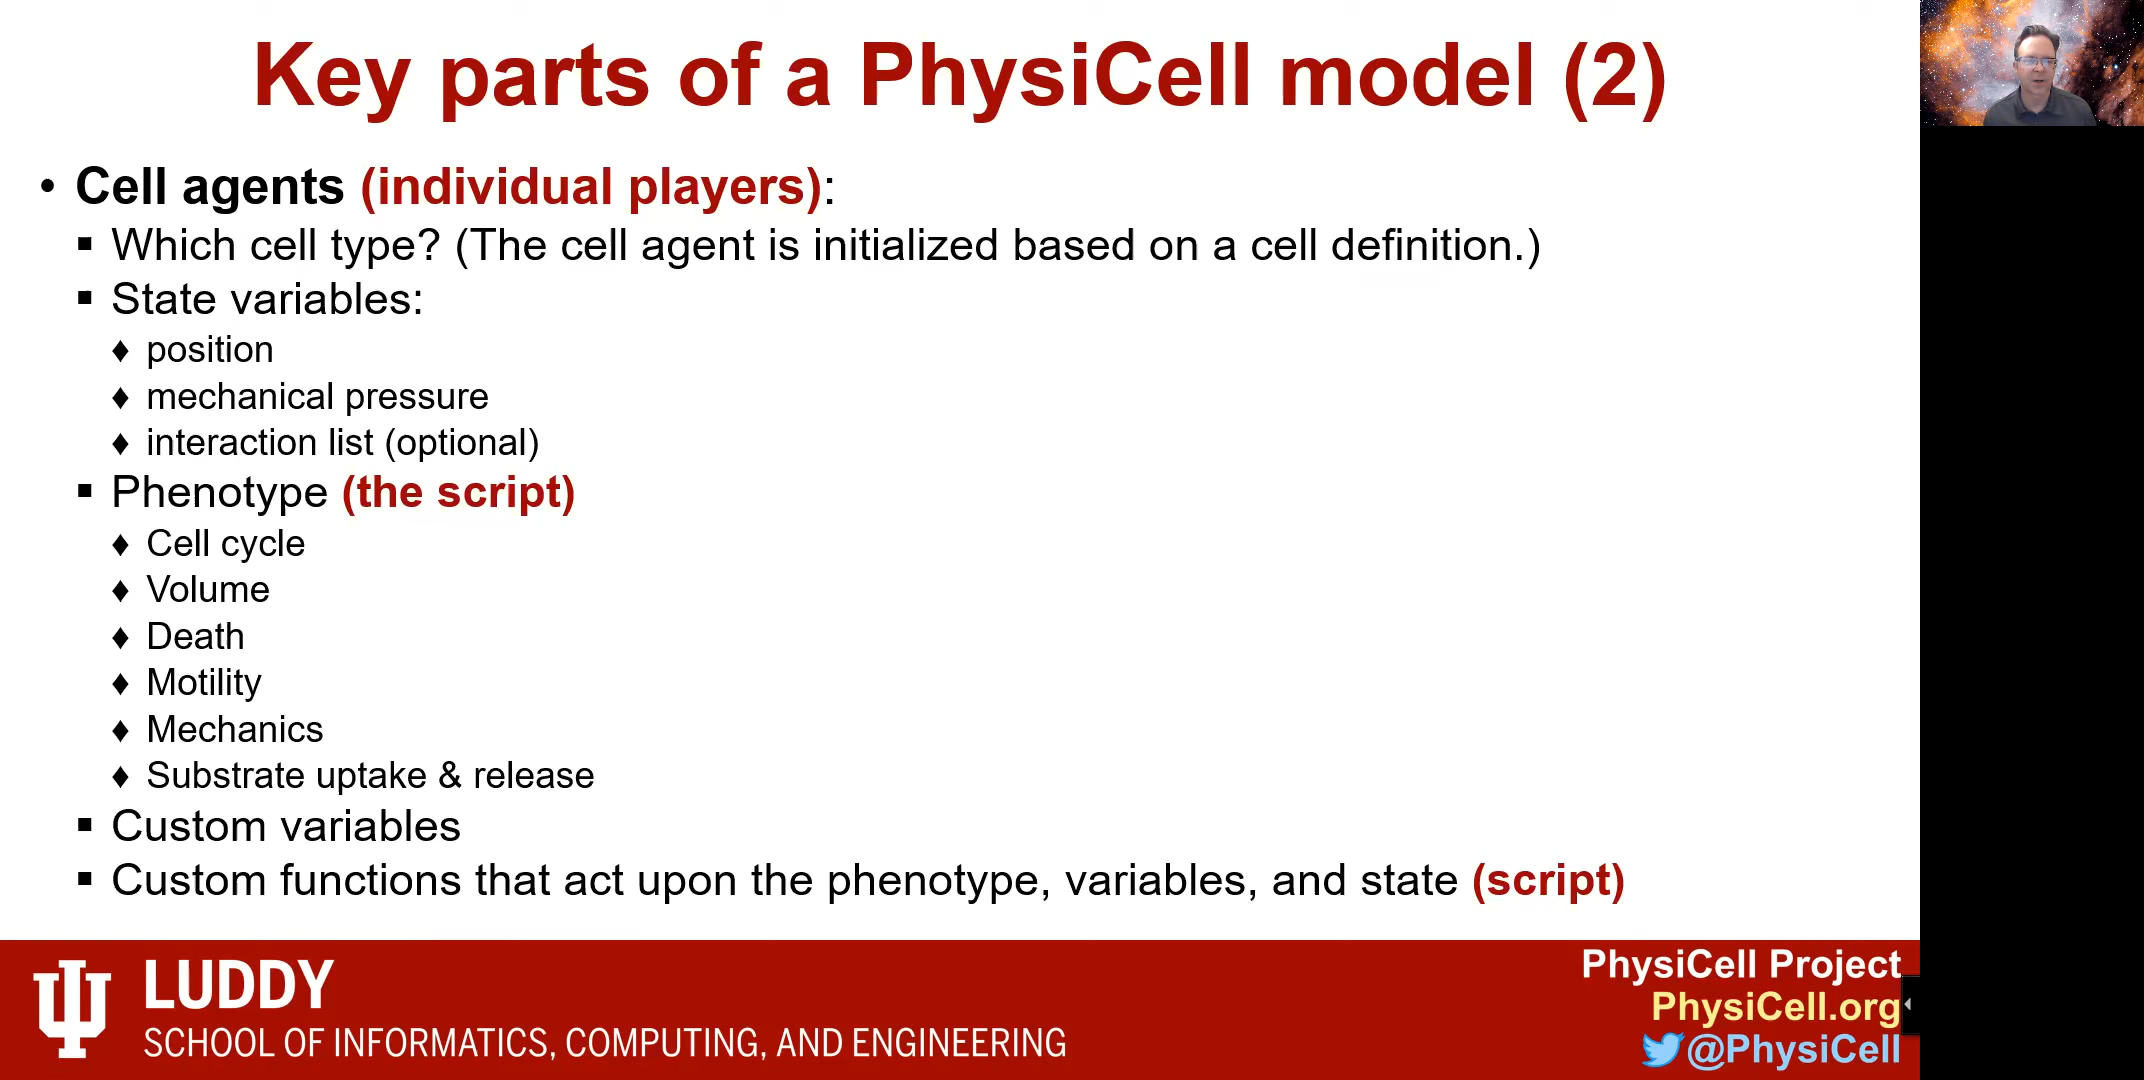 Key parts of a PhysiCell model (2)
• Cell agents (individual players):
▪ Which cell type? (The cell agent is initialized based on a cell definition.)
▪ State variables:
♦ position
♦ mechanical pressure
♦ interaction list (optional)
▪ Phenotype (the script)
♦ Cell cycle
♦ Volume
♦ Death
♦ Motility
♦ Mechanics
♦ Substrate uptake & release
▪ Custom variables
▪ Custom functions that act upon the phenotype, variables, and state (script)
LUDDY
SCHOOL OF INFORMATICS, COMPUTING, AND ENGINEERING
PhysiCell Project
PhysiCell.org
@PhysiCell